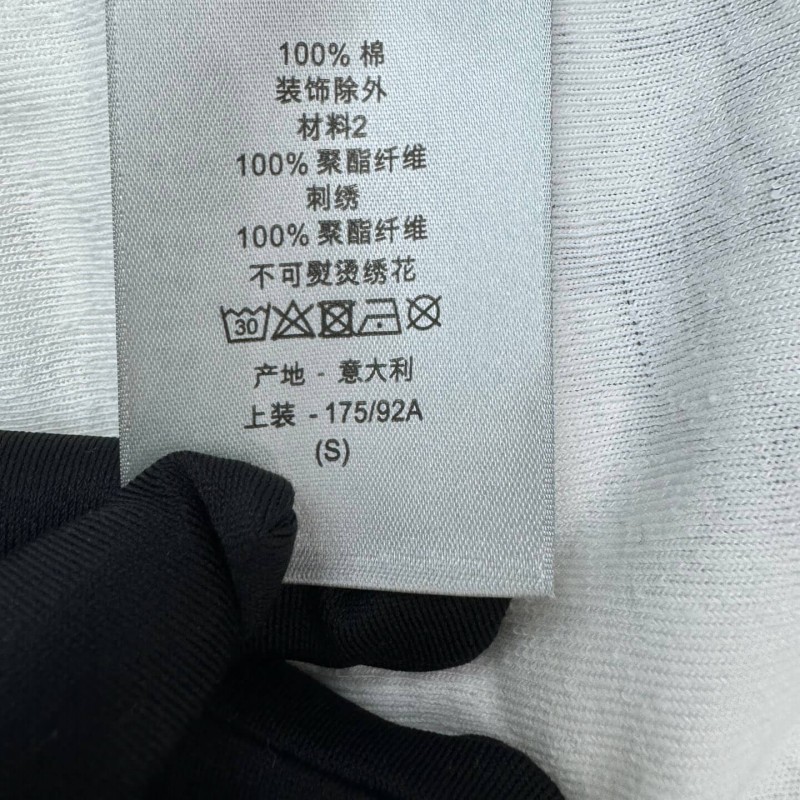 100% 棉
装饰除外
材料2
100% 聚酯纤维
刺绣
100% 聚酯纤维
不可熨烫绣花
30
产地 - 意大利
上装 - 175/92A
(S)